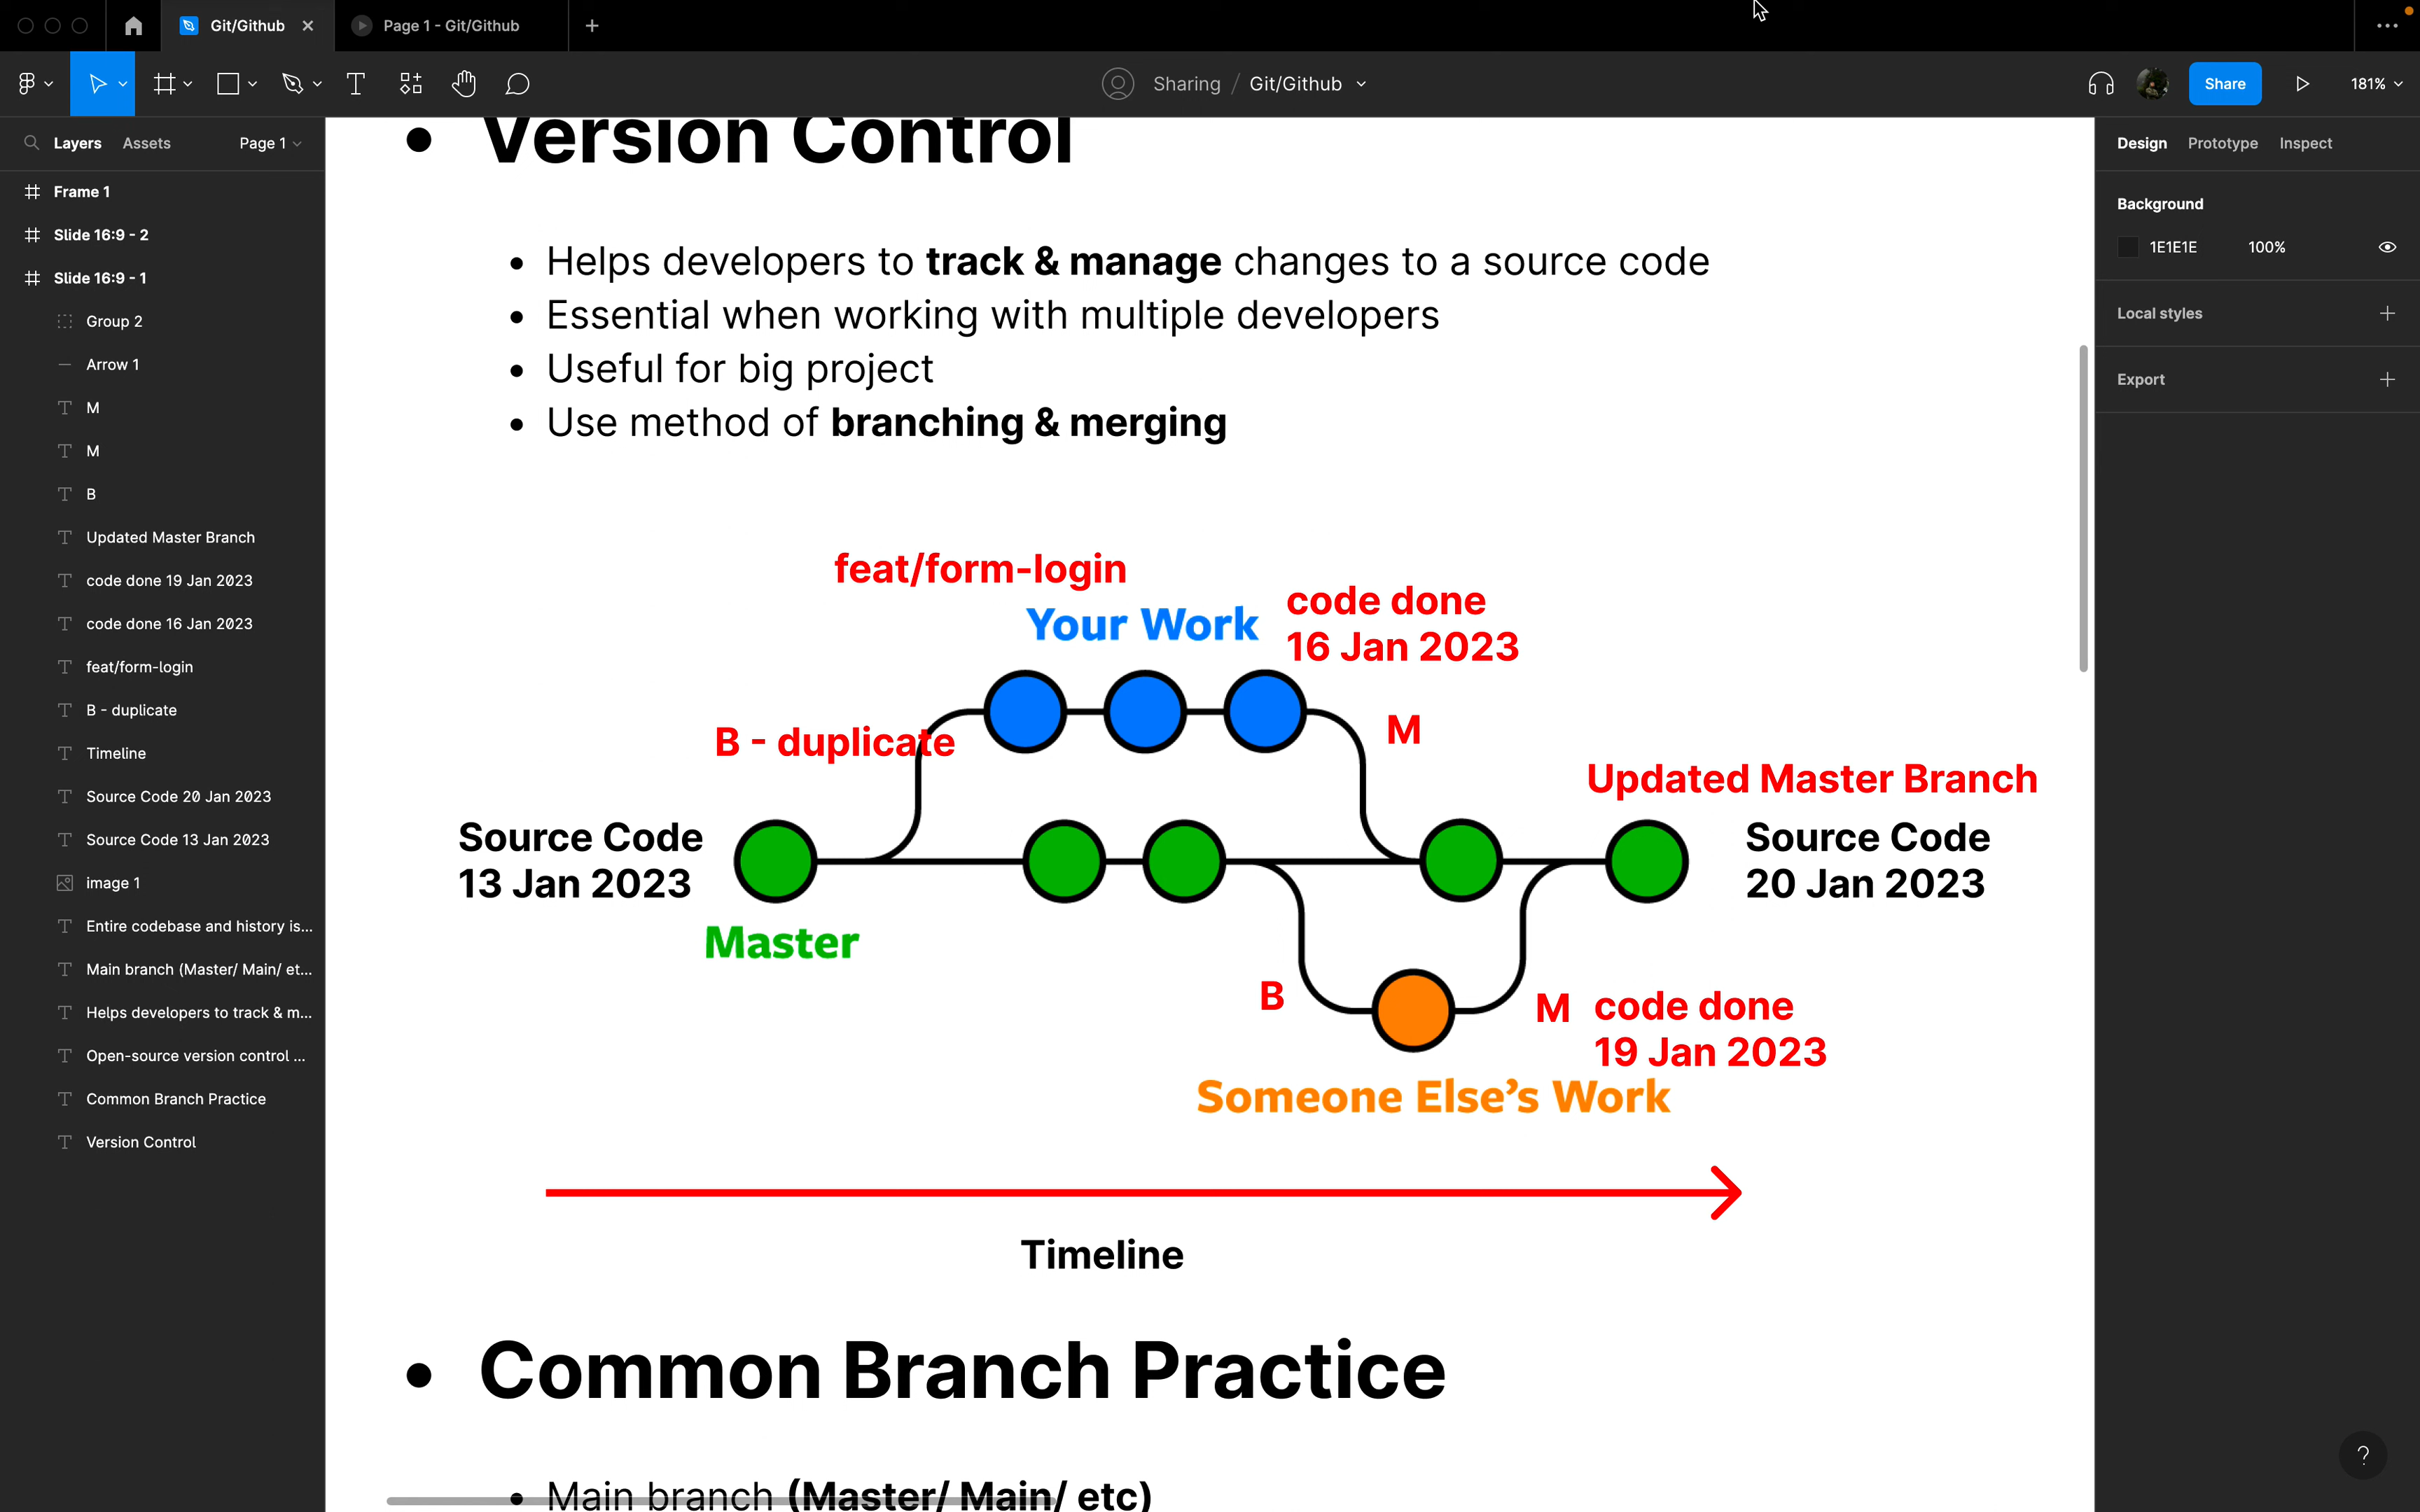 Git/Github
Page 1 - Git/Github
Sharing / Git/Github
Share
181%
Layers
Assets
Page 1
Frame 1
Slide 16:9 - 2
Slide 16:9 - 1
Group 2
Arrow 1
M
M
B
Updated Master Branch
code done 19 Jan 2023
code done 16 Jan 2023
feat/form-login
B - duplicate
Timeline
Source Code 20 Jan 2023
Source Code 13 Jan 2023
image 1
Entire codebase and history is...
Main branch (Master/ Main/ et...
Helps developers to track & m...
Open-source version control ...
Common Branch Practice
Version Control
• Version Control
• Helps developers to track & manage changes to a source code
• Essential when working with multiple developers
• Useful for big project
• Use method of branching & merging
feat/form-login
Your Work
code done
16 Jan 2023
B - duplicate
M
Updated Master Branch
Source Code
13 Jan 2023
Source Code
20 Jan 2023
Master
B
M
code done
19 Jan 2023
Someone Else's Work
Timeline
• Common Branch Practice
• Main branch (Master/ Main/ etc)
Design
Prototype
Inspect
Background
1E1E1E
100%
Local styles
Export
?